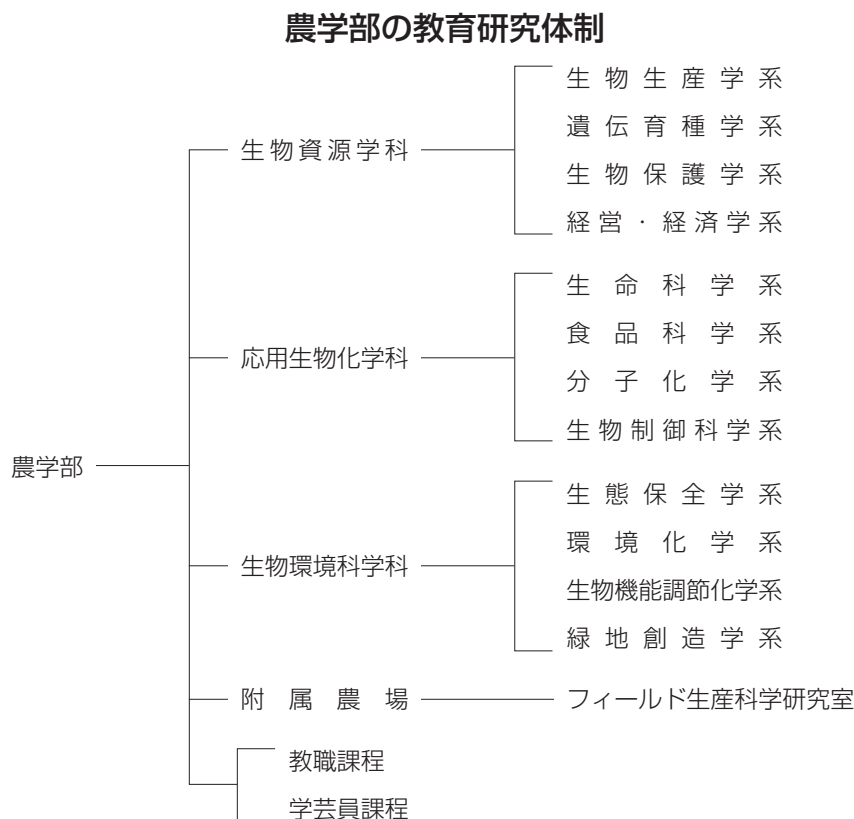 農学部の教育研究体制
農学部
生物資源学科
生物生産学系
遺伝育種学系
生物保護学系
経営・経済学系
応用生物化学科
生命科学系
食品科学系
分子化学系
生物制御科学系
生物環境科学科
生態保全学系
環境化学系
生物機能調節化学系
緑地創造学系
附属農場
フィールド生産科学研究室
教職課程
学芸員課程